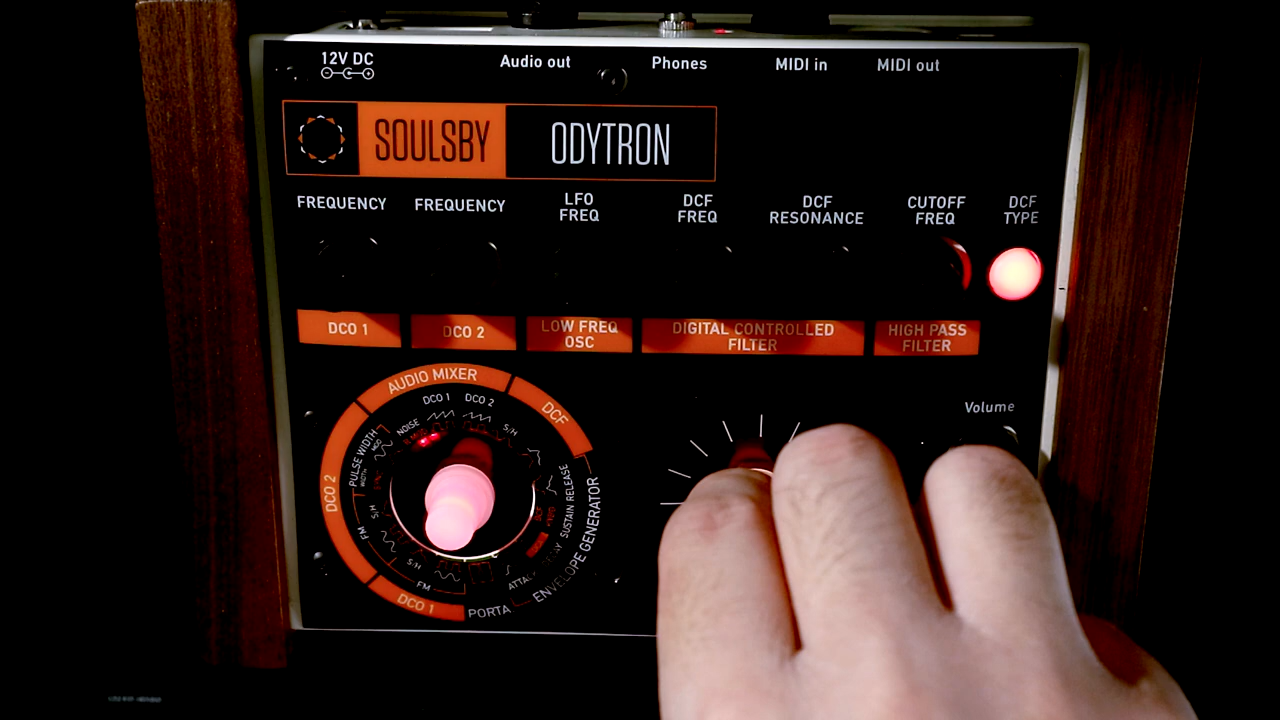 12V DC
Audio out
Phones
MIDI in
MIDI out
SOULSBY
ODYTRON
FREQUENCY
FREQUENCY
LFO
FREQ
DCF
FREQ
DCF
RESONANCE
CUTOFF
FREQ
DCF
TYPE
DCO 1
DCO 2
LOW FREQ
OSC
DIGITAL CONTROLLED
FILTER
HIGH PASS
FILTER
AUDIO MIXER
DCF
DCO 1
DCO 2
NOISE
S/H
PULSE WIDTH
WIDTH
MOD
DCO 2
S/H
FM
S/H
FM
DCO 1
PORTA
DECAY
SUSTAIN
RELEASE
ENVELOPE GENERATOR
Volume